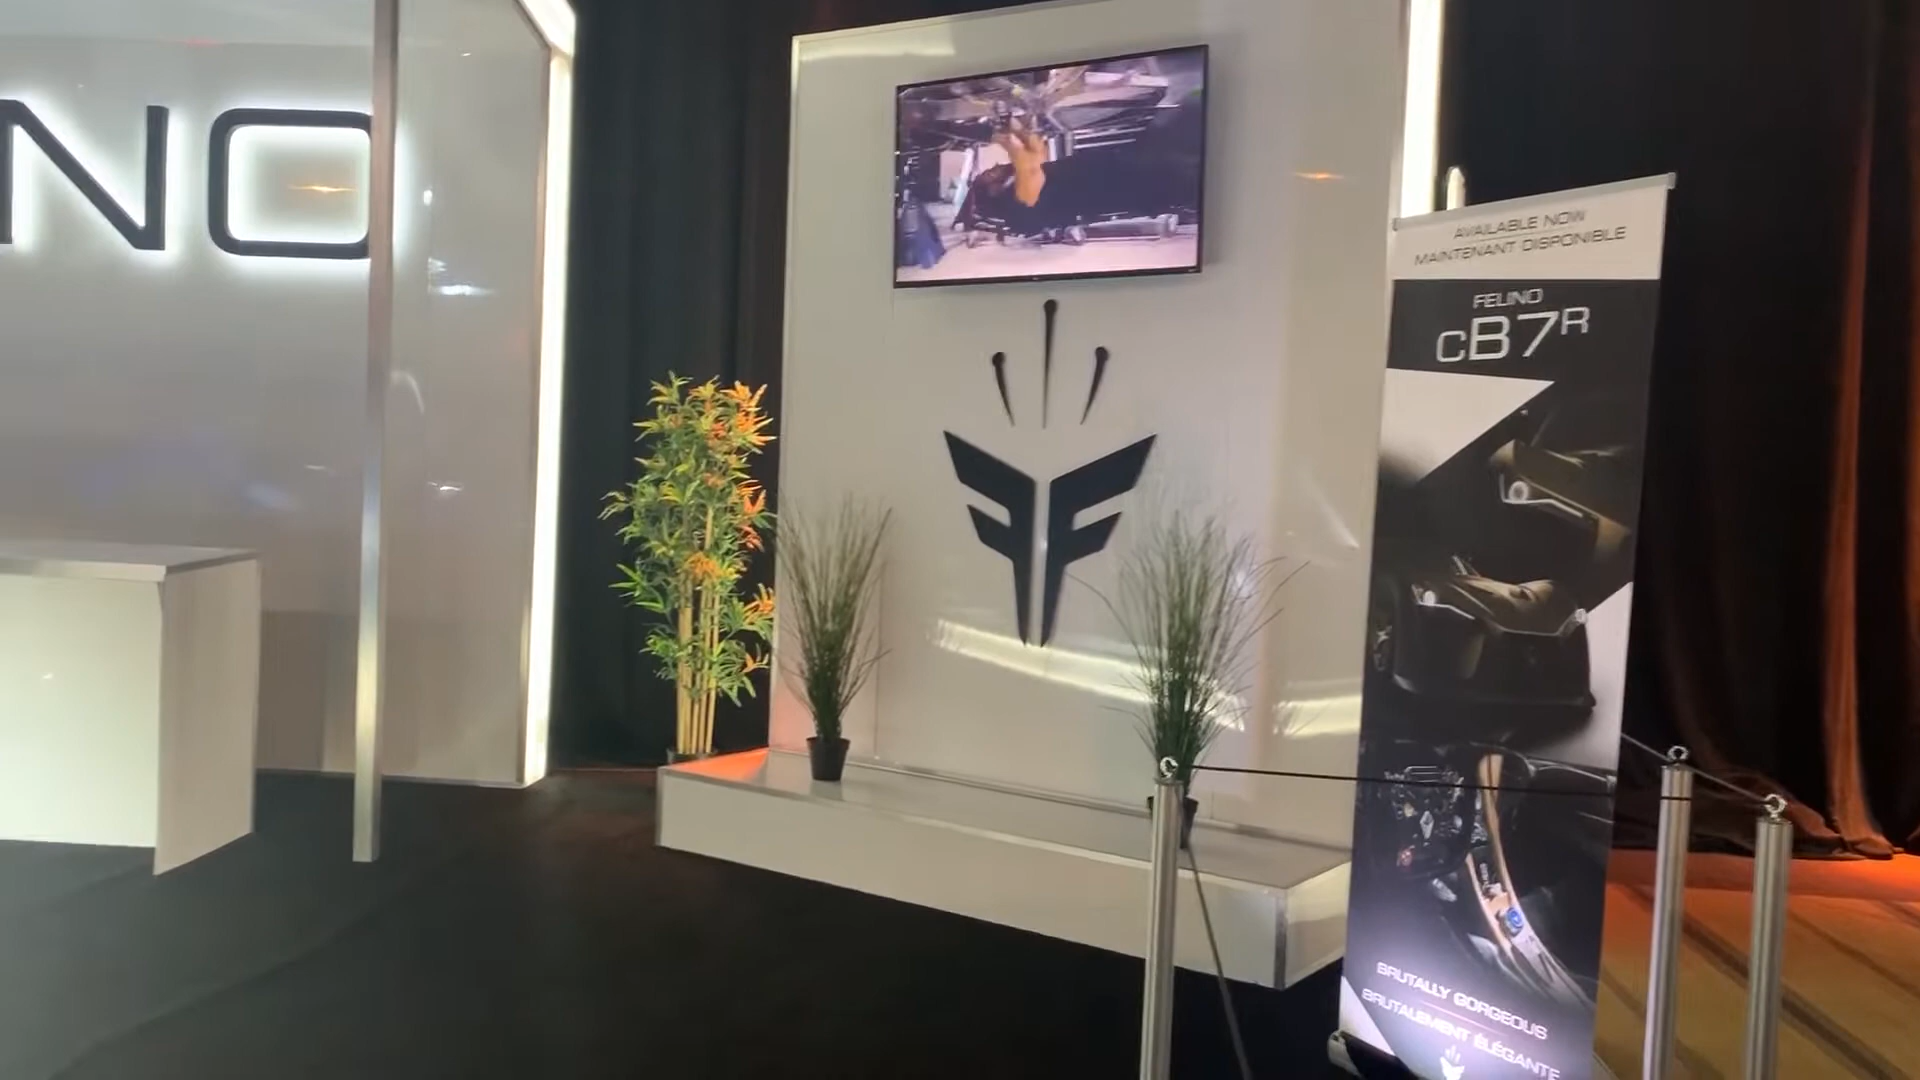 NO
AVAILABLE NOW
MAINTENANT DISPONIBLE
FELINO
CB7R
BRUTALLY GORGEOUS
BRUTALEMENT ÉLÉGANTE